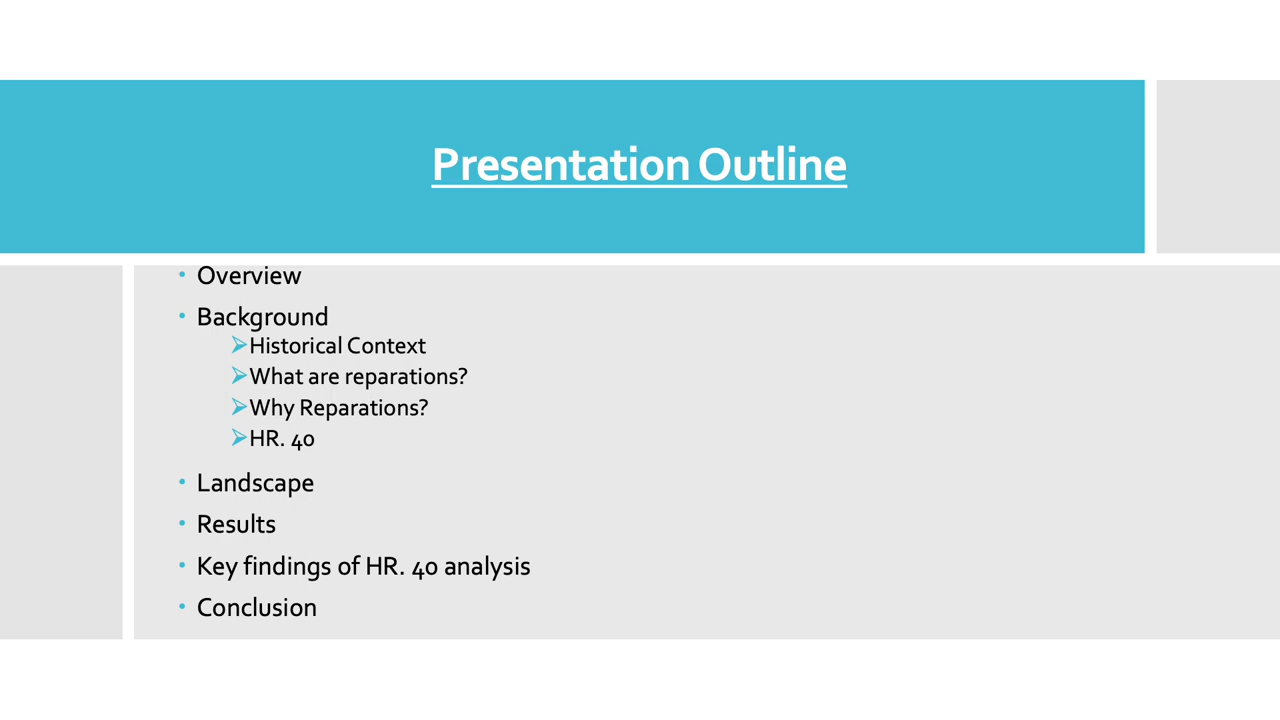 Presentation Outline
• Overview
• Background
➢Historical Context
➢What are reparations?
➢Why Reparations?
➢HR. 40
• Landscape
• Results
• Key findings of HR. 40 analysis
• Conclusion